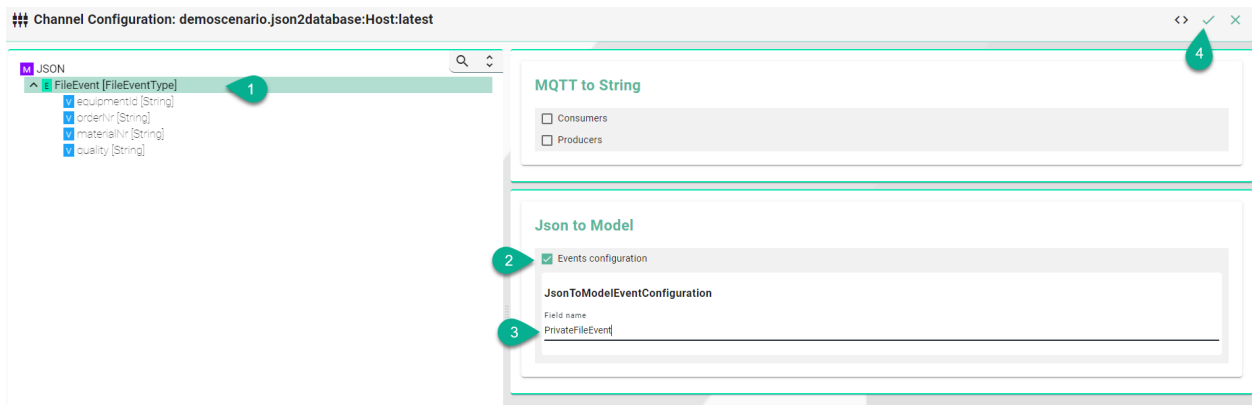 Channel Configuration: demoscenario.json2database:Host:latest
4
M JSON
E FileEvent [FileEventType]
1
V equipmentId [String]
V orderNr [String]
V materialNr [String]
V quality [String]
MQTT to String
Consumers
Producers
Json to Model
2
Events configuration
JsonToModelEventConfiguration
Field name
3
PrivateFileEvent